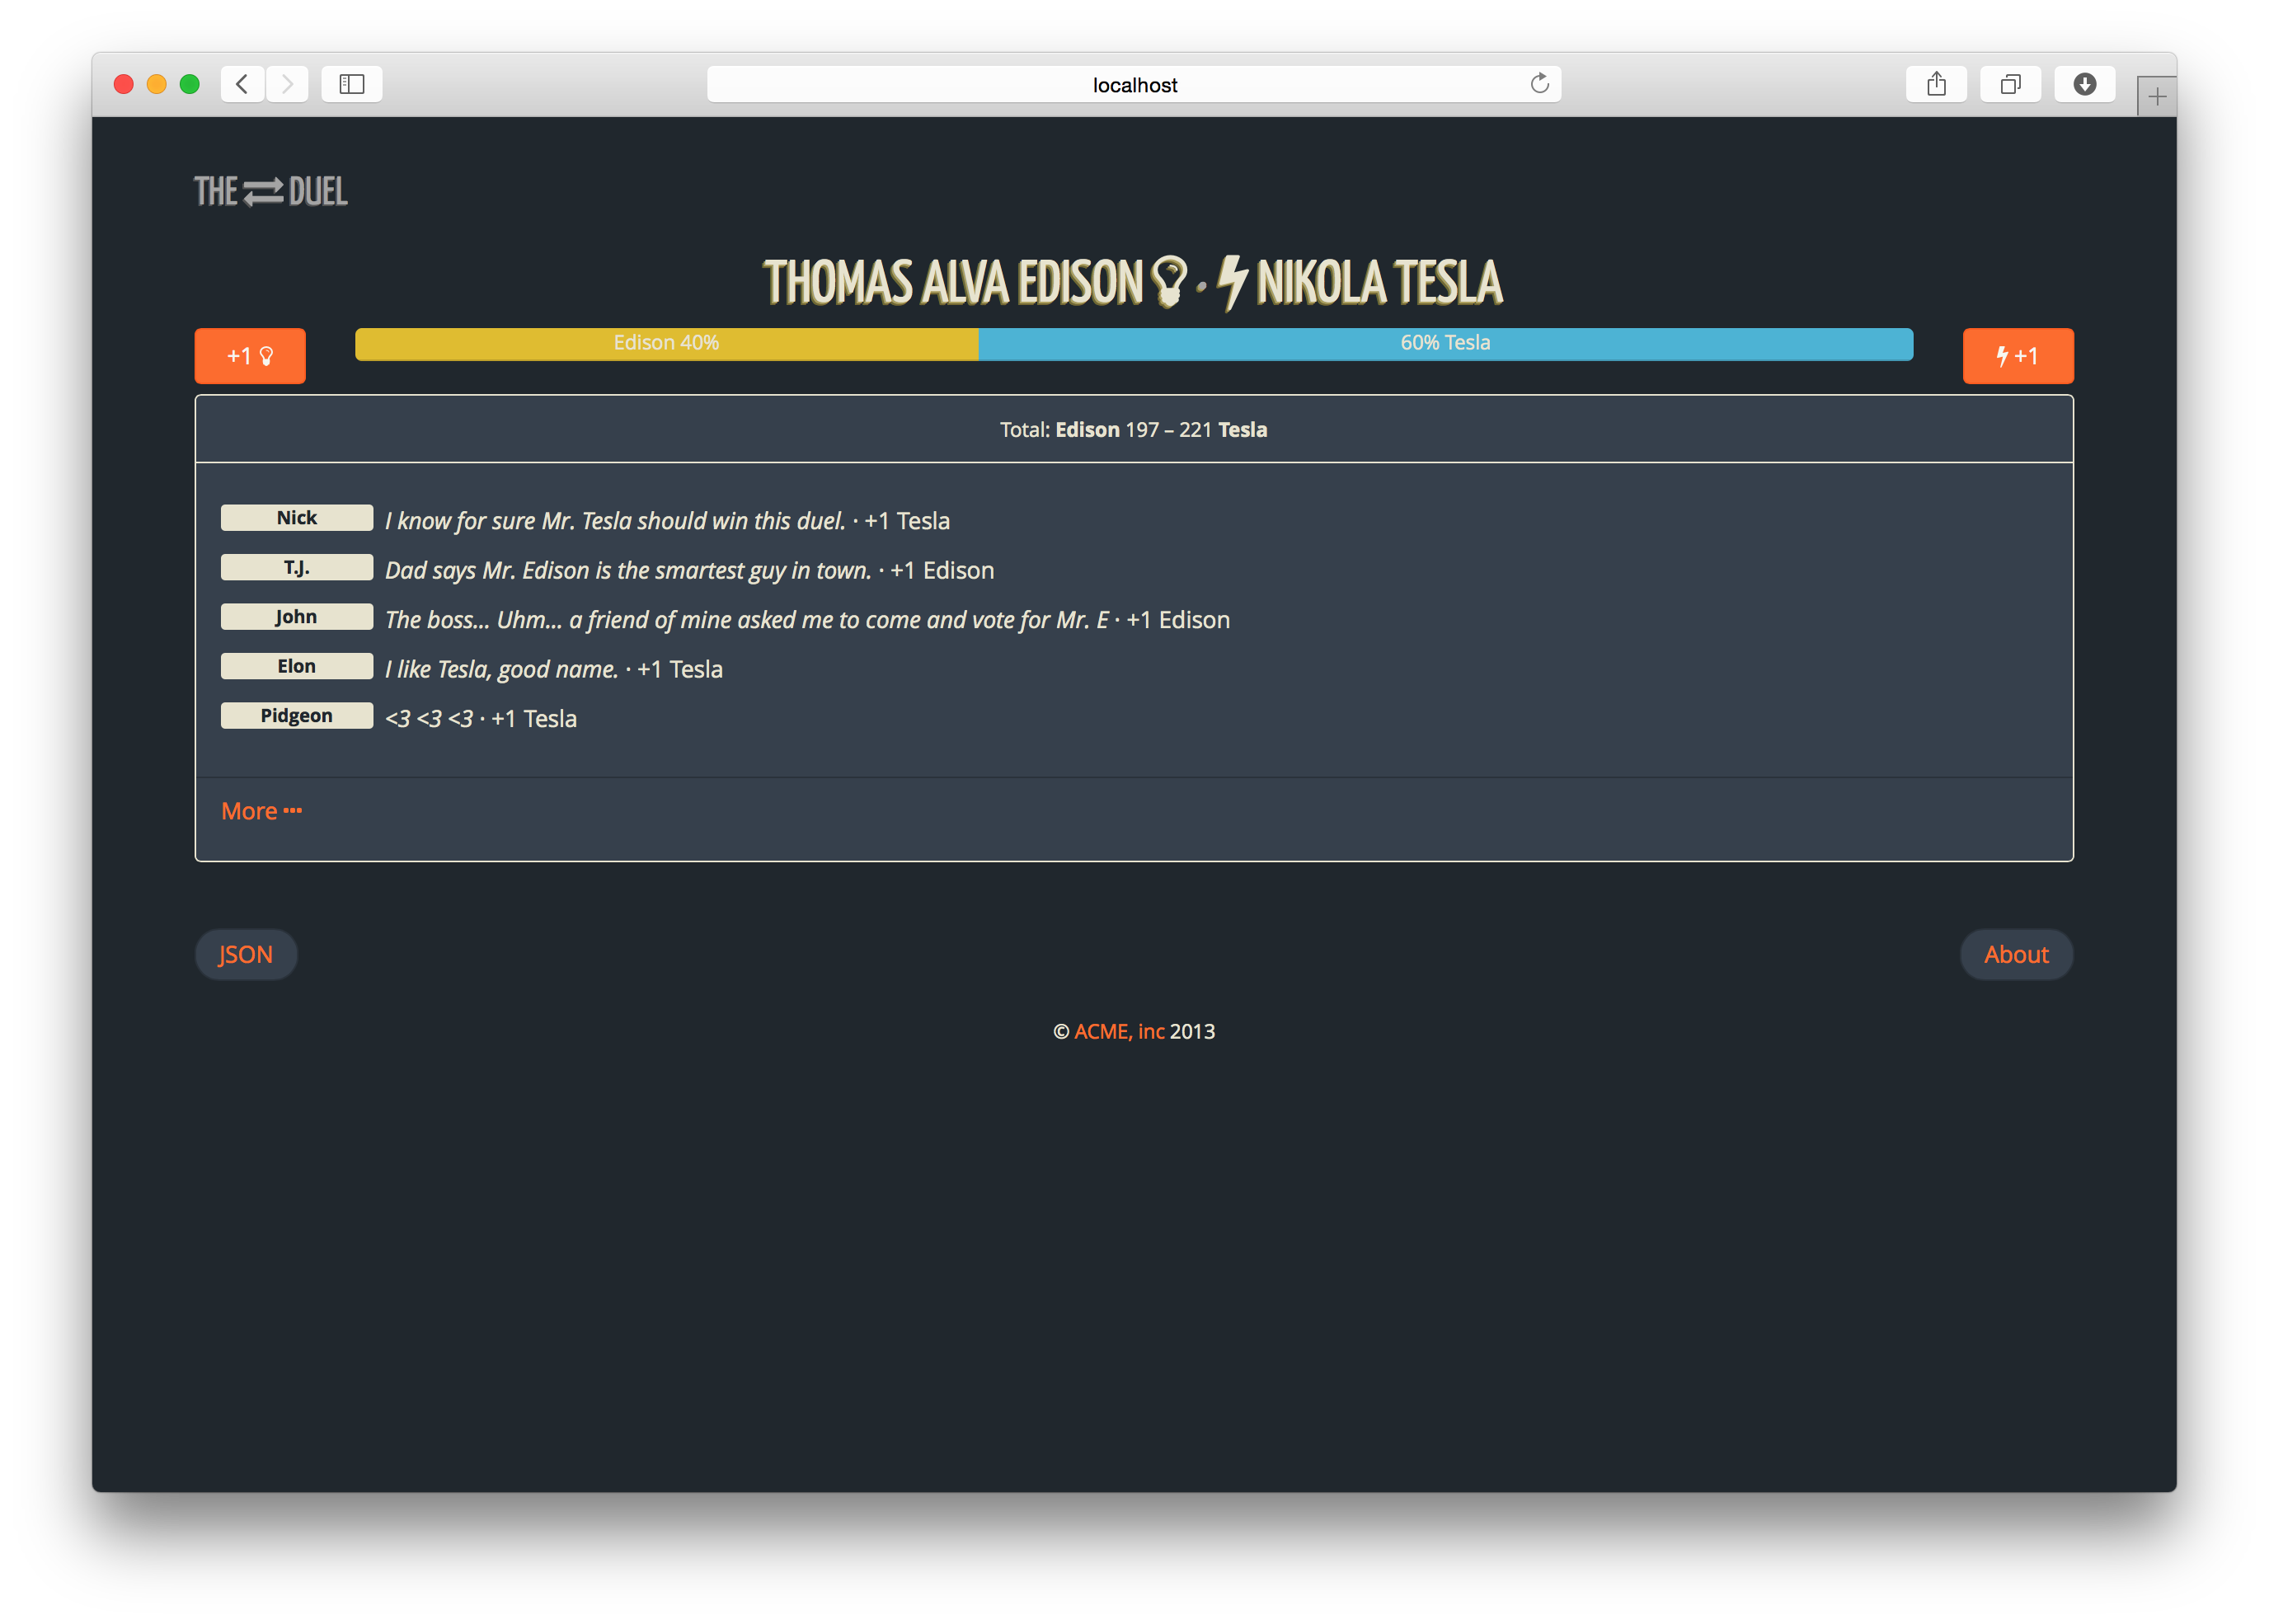 localhost
THE DUEL
THOMAS ALVA EDISON · NIKOLA TESLA
+1
Edison 40%
60% Tesla
+1
Total: Edison 197 – 221 Tesla
Nick I know for sure Mr. Tesla should win this duel. · +1 Tesla
T.J. Dad says Mr. Edison is the smartest guy in town. · +1 Edison
John The boss... Uhm... a friend of mine asked me to come and vote for Mr. E · +1 Edison
Elon I like Tesla, good name. · +1 Tesla
Pidgeon <3 <3 <3 · +1 Tesla
More
JSON
About
© ACME, inc 2013